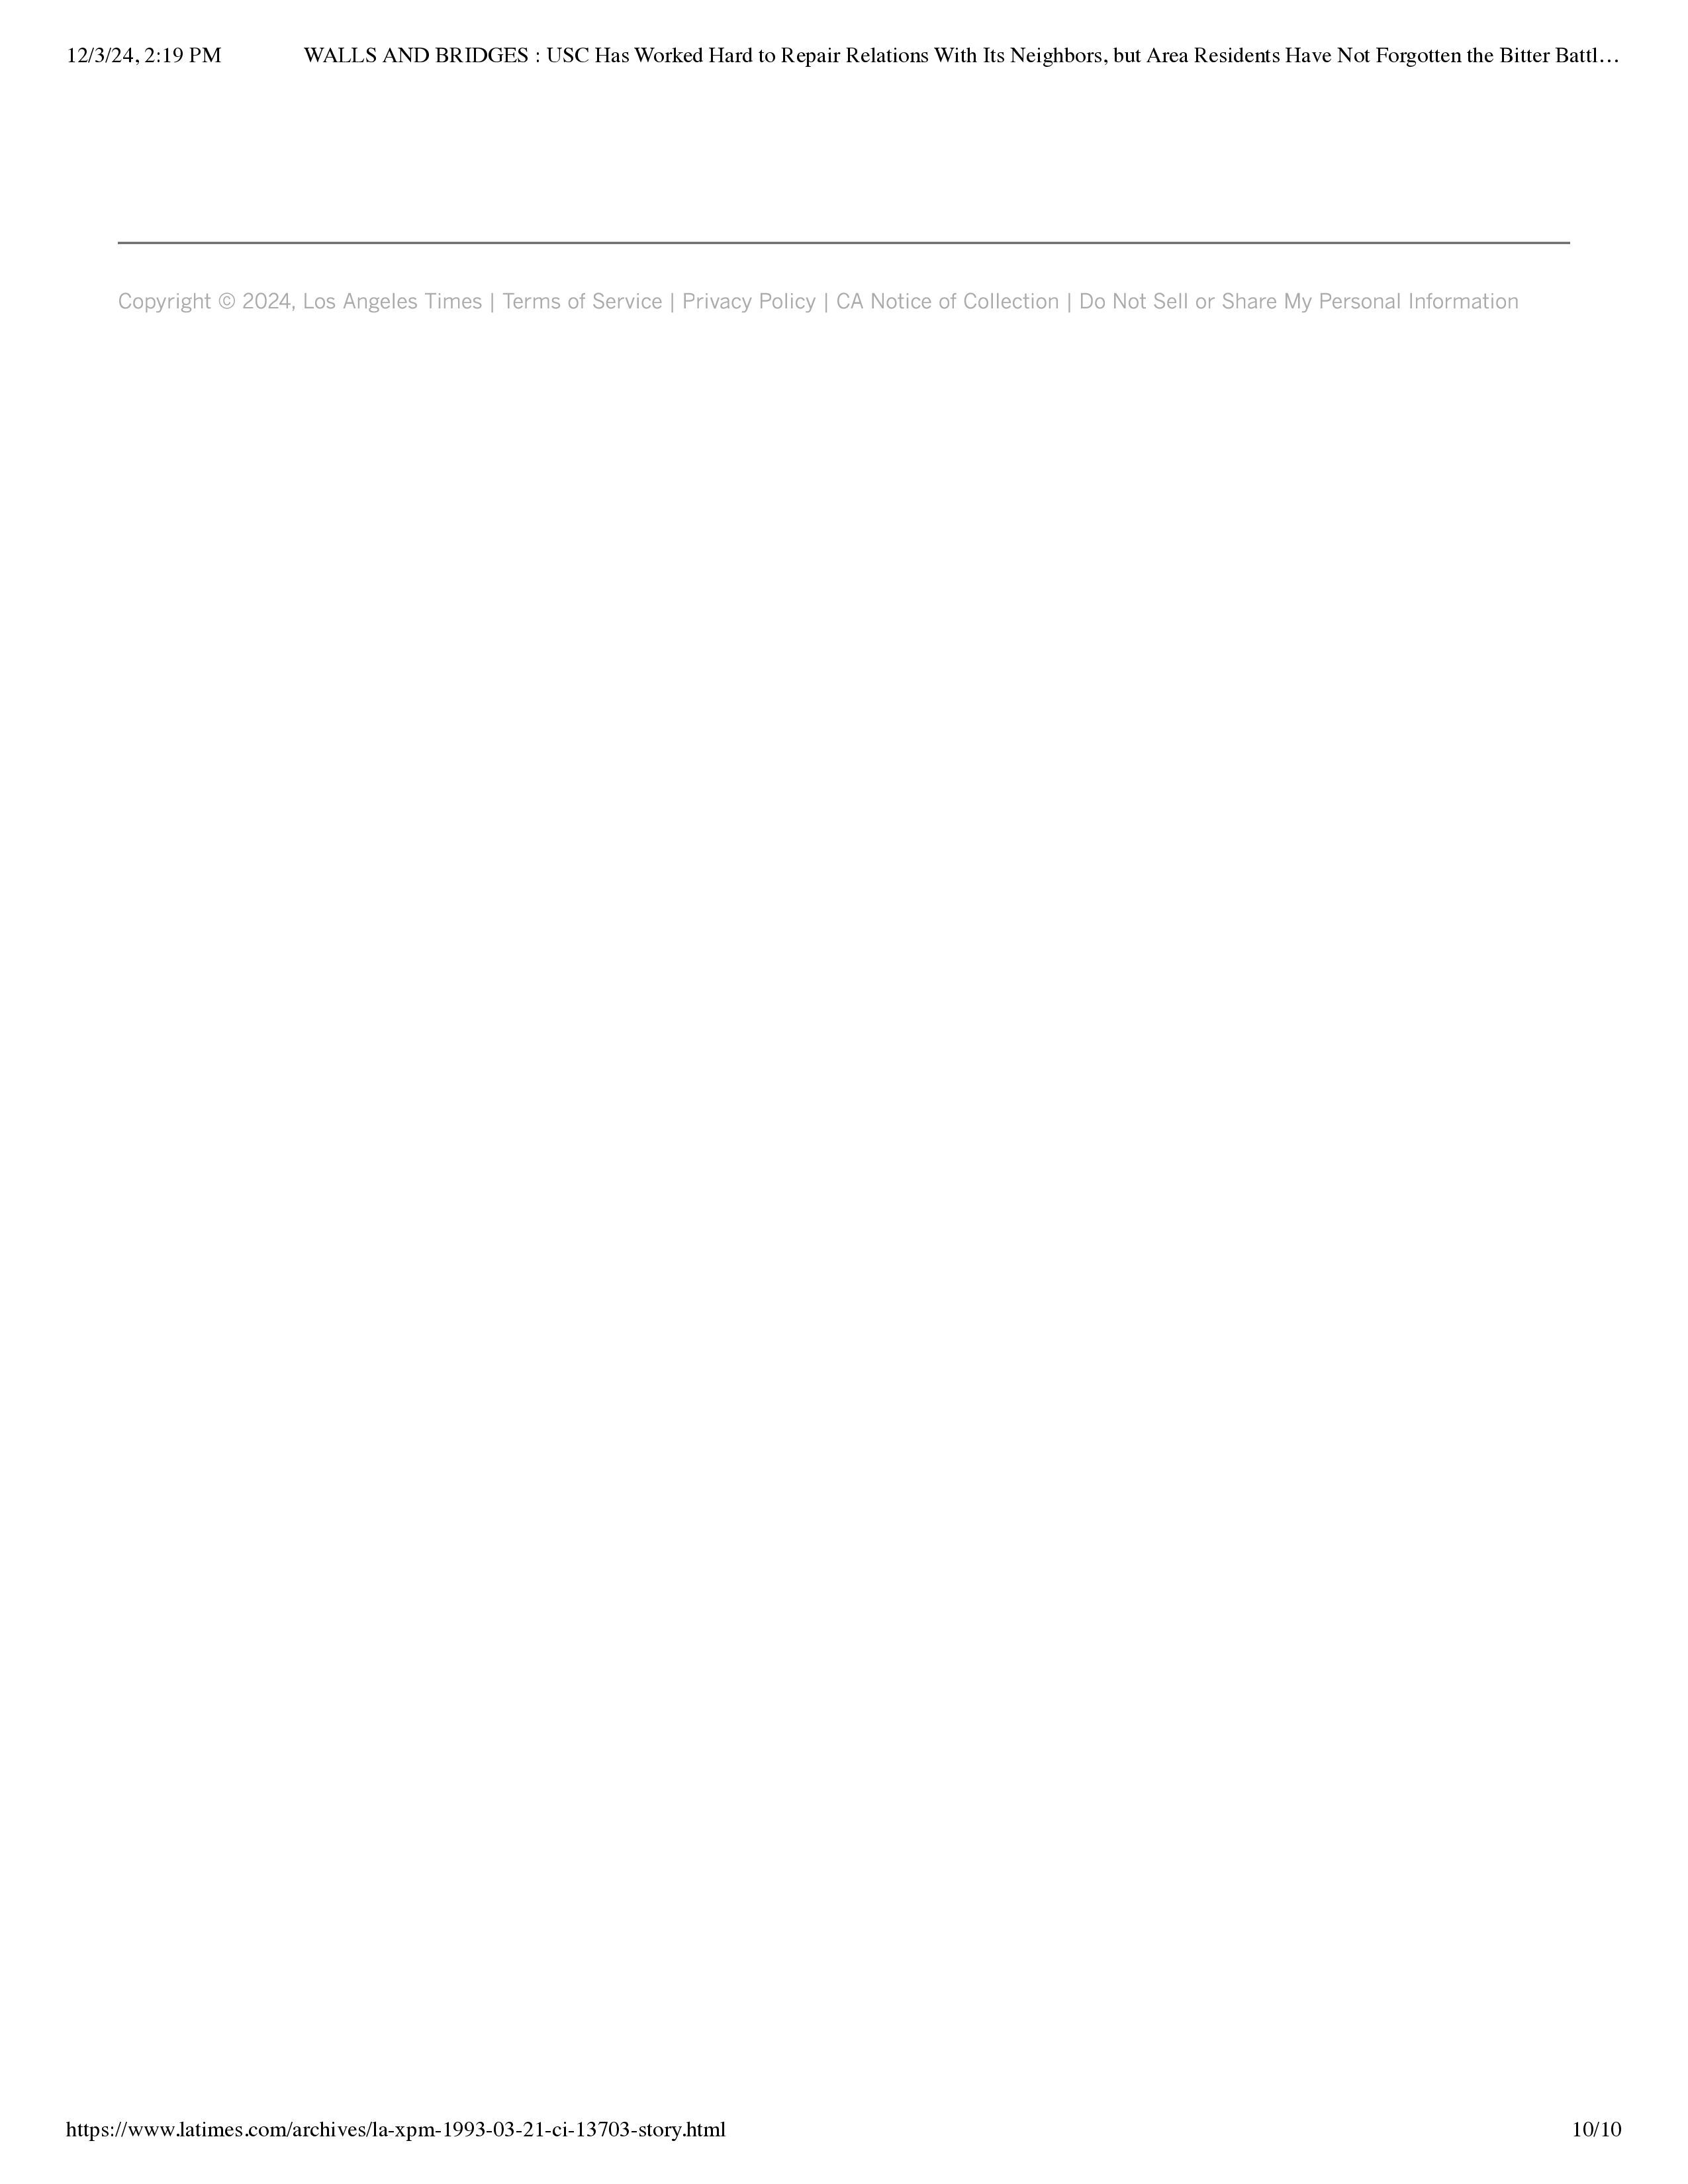 12/3/24, 2:19 PM WALLS AND BRIDGES : USC Has Worked Hard to Repair Relations With Its Neighbors, but Area Residents Have Not Forgotten the Bitter Battl…
Copyright © 2024, Los Angeles Times | Terms of Service | Privacy Policy | CA Notice of Collection | Do Not Sell or Share My Personal Information
https://www.latimes.com/archives/la-xpm-1993-03-21-ci-13703-story.html 10/10